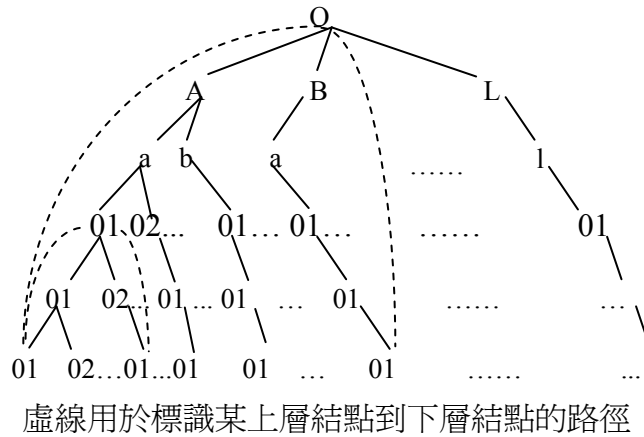 Q
A B L
a b a …… l
01 02... 01… 01… …… 01
01 02... 01 ... 01 … 01 …… …
01 02…01...01 01 … 01 …… ...
虛線用於標識某上層結點到下層結點的路徑